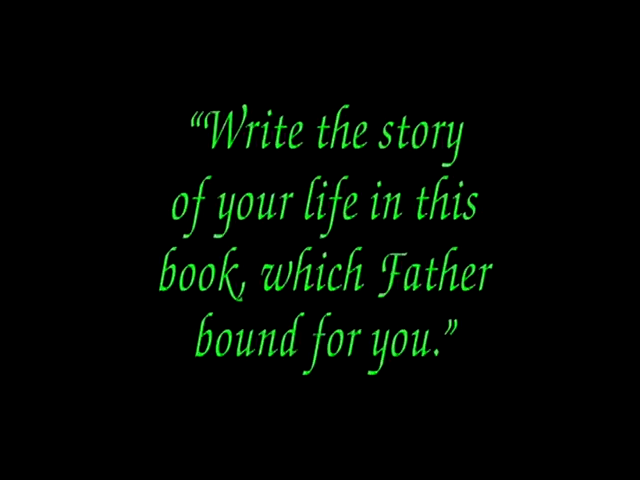 “Write the story
of your life in this
book, which Father
bound for you.”